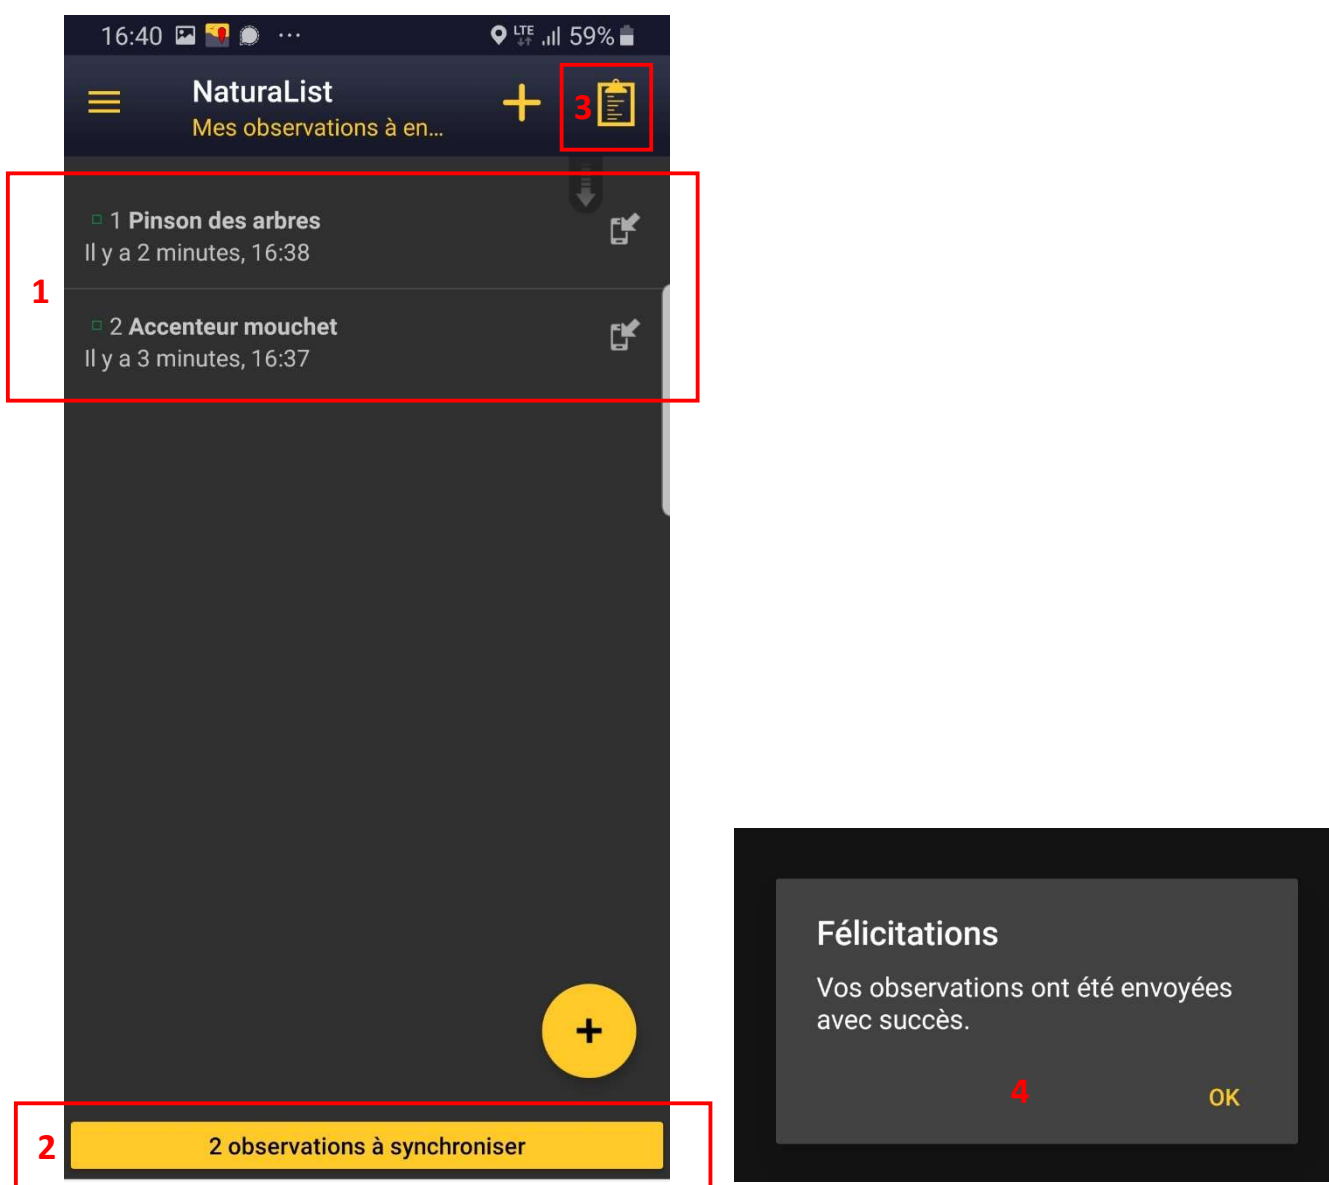 16:40 ... LTE 59%
NaturaList
Mes observations à en...
3
1
1 Pinson des arbres
Il y a 2 minutes, 16:38
2 Accenteur mouchet
Il y a 3 minutes, 16:37
+
2
2 observations à synchroniser
Félicitations
Vos observations ont été envoyées
avec succès.
4
OK